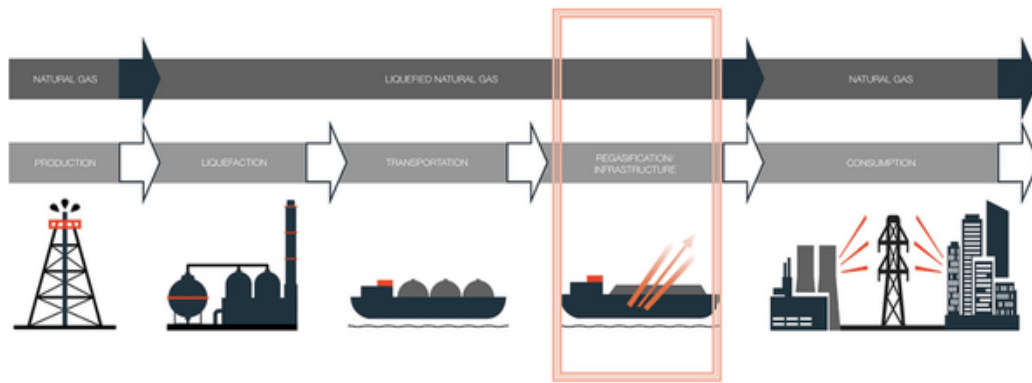 NATURAL GAS
LIQUEFIED NATURAL GAS
NATURAL GAS
PRODUCTION
LIQUEFACTION
TRANSPORTATION
REGASIFICATION/
INFRASTRUCTURE
CONSUMPTION